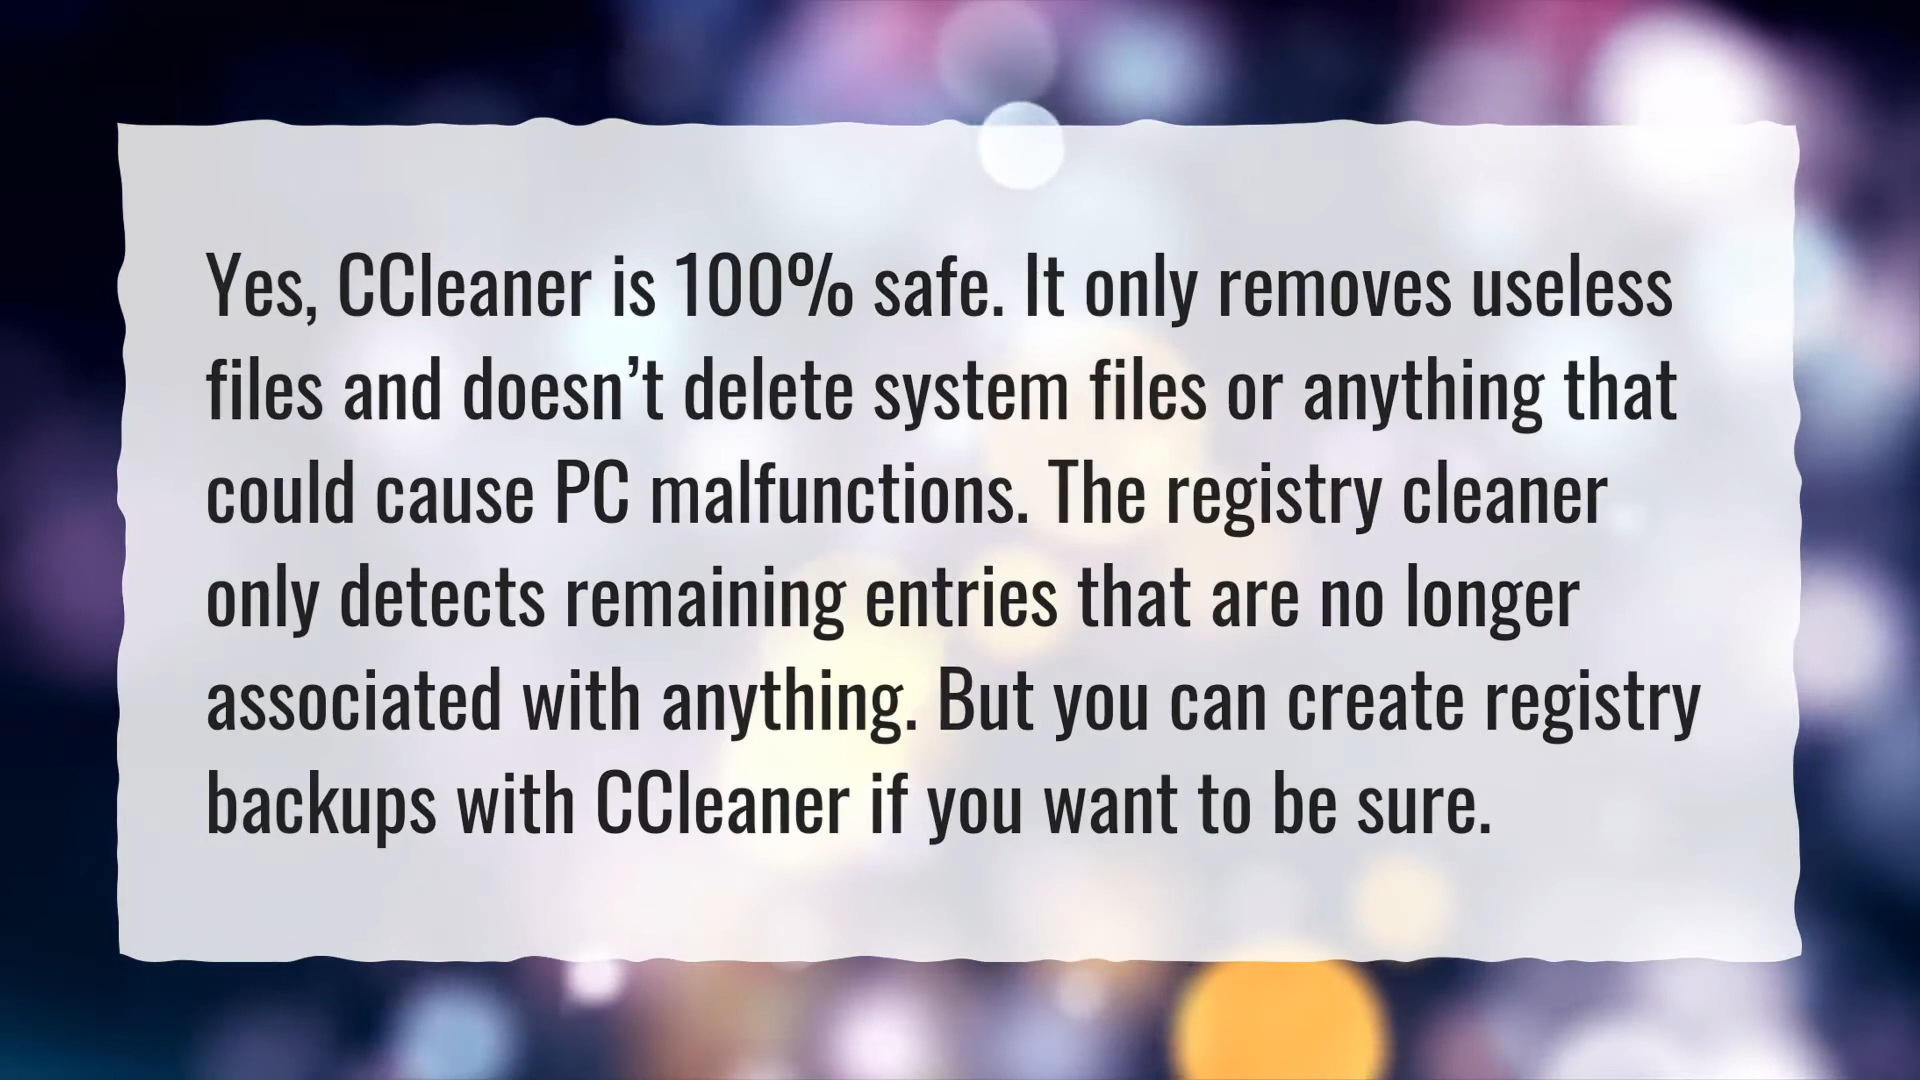 Yes, CCleaner is 100% safe. It only removes useless
files and doesn’t delete system files or anything that
could cause PC malfunctions. The registry cleaner
only detects remaining entries that are no longer
associated with anything. But you can create registry
backups with CCleaner if you want to be sure.